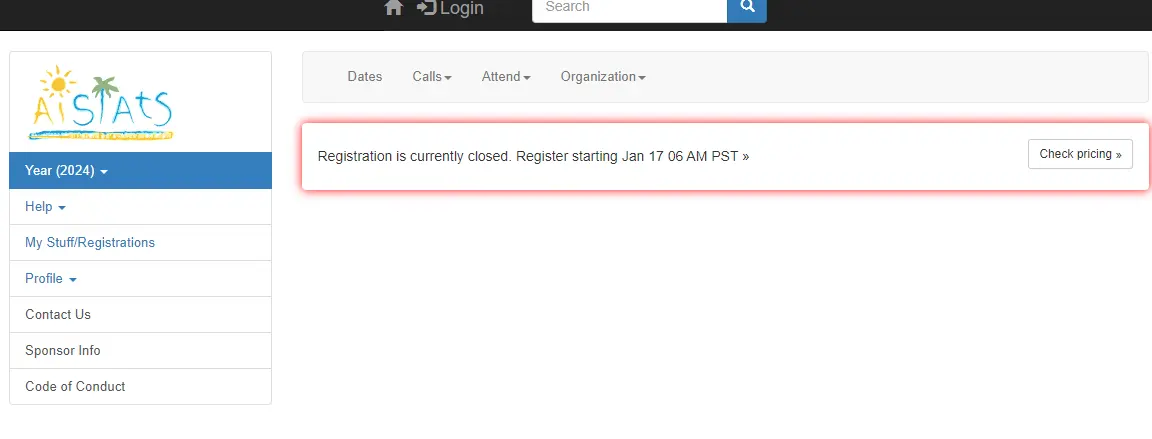 Login
Search
AiSTAtS
Year (2024)
Help
My Stuff/Registrations
Profile
Contact Us
Sponsor Info
Code of Conduct
Dates Calls Attend Organization
Registration is currently closed. Register starting Jan 17 06 AM PST »
Check pricing »